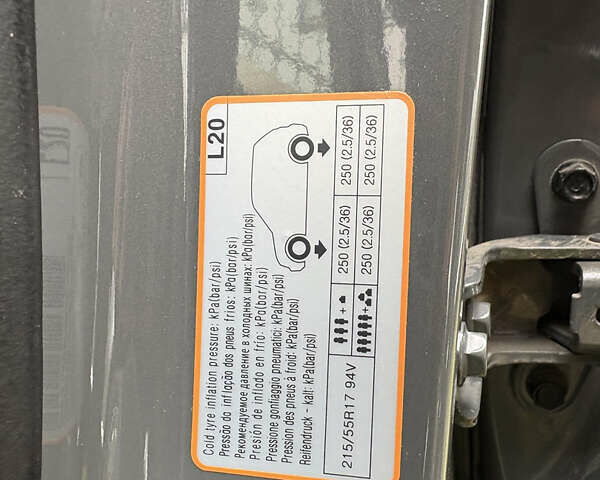 L20
Cold tyre inflation pressure: kPa(bar/psi)
Pressão da inflação dos pneus frios: kPa(bar/psi)
Рекомендуемое давление в холодных шинах: kPa(bar/psi)
Presión de inflado en frío: kPa(bar/psi)
Pressione gonfiaggio pneumatici: kPa(bar/psi)
Pression des pneus à froid: kPa(bar/psi)
Reifendruck - kalt: kPa(bar/psi)
215/55R17 94V
250 (2.5/36) 250 (2.5/36)
250 (2.5/36) 250 (2.5/36)